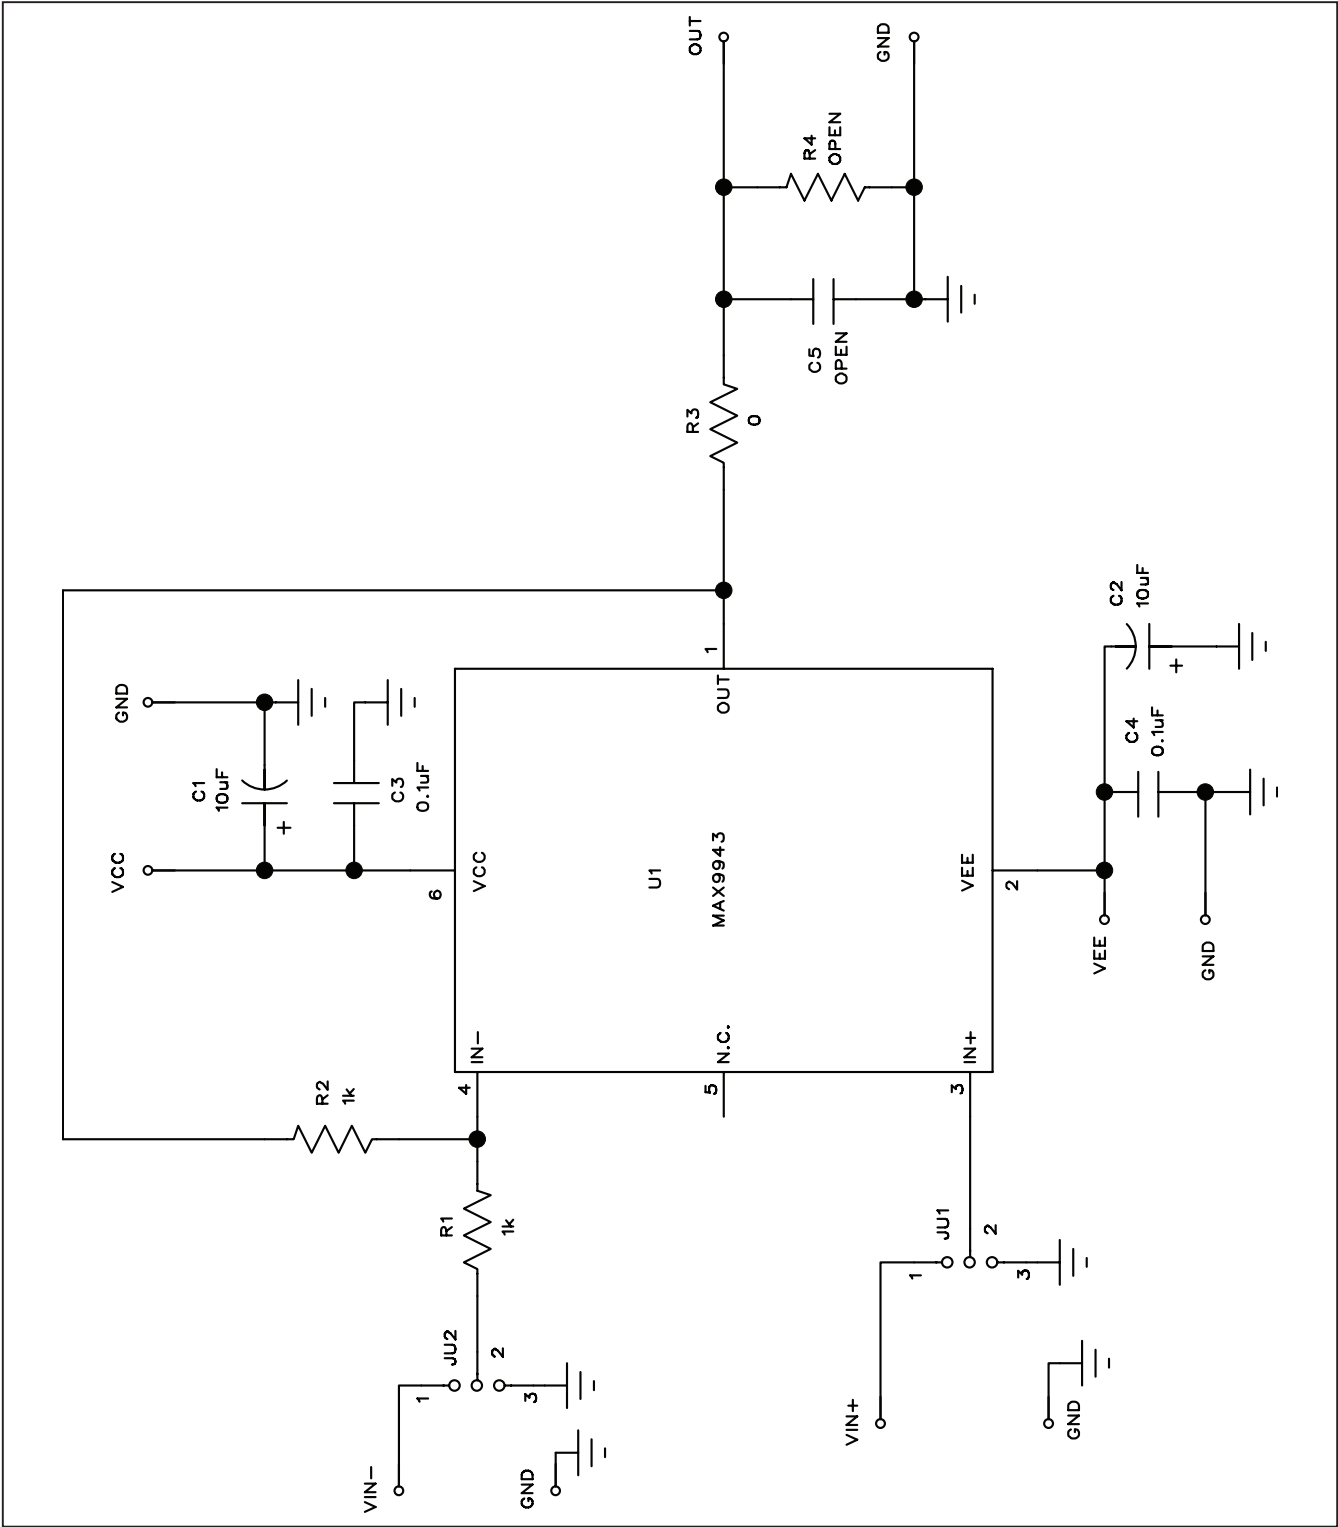 VIN-
GND
1
JU2
2
3
R1
1k
R2
1k
4
IN-
5
N.C.
3
IN+
VIN+
GND
1
JU1
2
3
VCC
GND
C1
10uF
+
C3
0.1uF
6
VCC
U1
MAX9943
VEE
2
VEE
GND
C4
0.1uF
C2
10uF
+
OUT
1
R3
0
C5
OPEN
R4
OPEN
OUT
GND